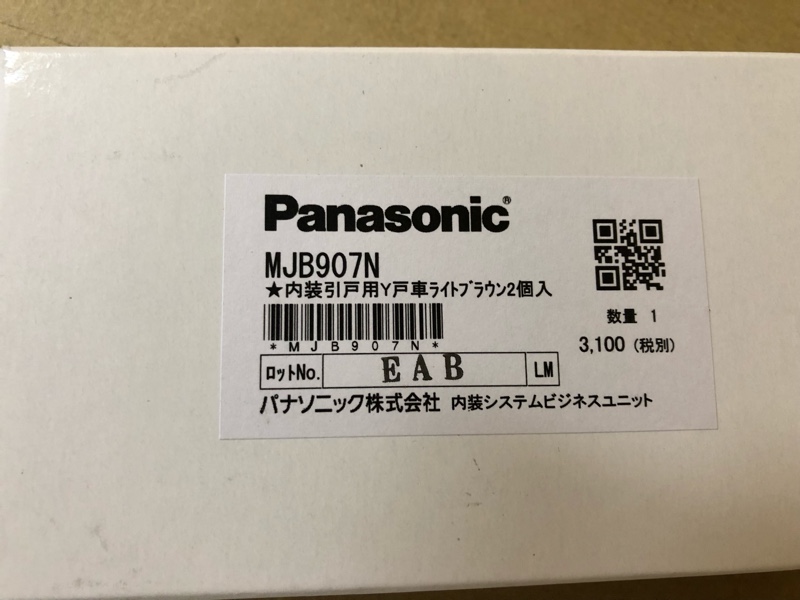 Panasonic®
MJB907N
★内装引戸用Y戸車ﾗｲﾄﾌﾞﾗｳﾝ2個入
*MJB907N*
数量 1
3,100 (税別)
ﾛｯﾄNo. EAB LM
パナソニック株式会社 内装システムビジネスユニット